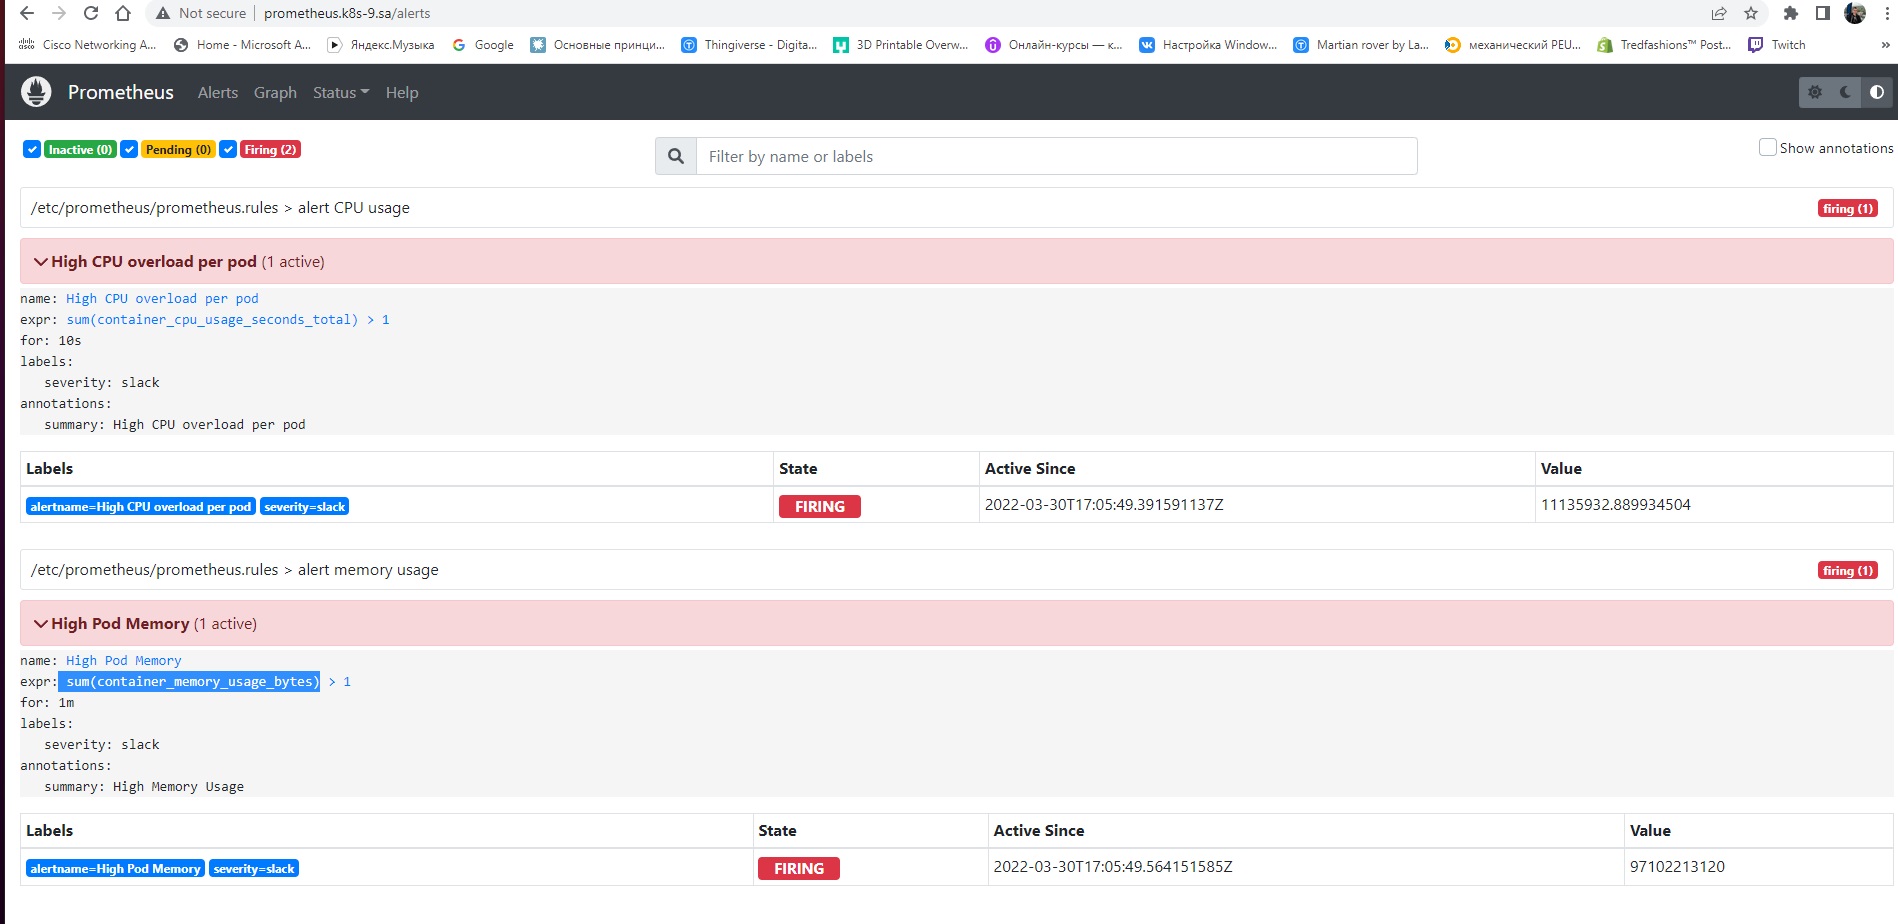 Not secure | prometheus.k8s-9.sa/alerts
Cisco Networking A... Home - Microsoft A... Яндекс.Музыка Google Основные принци... Thingiverse - Digita... 3D Printable Overw... Онлайн-курсы — к... Настройка Window... Martian rover by La... механический PEU... Tredfashions™ Post... Twitch »
Prometheus Alerts Graph Status Help
Inactive (0) Pending (0) Firing (2) Filter by name or labels Show annotations
/etc/prometheus/prometheus.rules > alert CPU usage firing (1)
High CPU overload per pod (1 active)
name: High CPU overload per pod
expr: sum(container_cpu_usage_seconds_total) > 1
for: 10s
labels:
severity: slack
annotations:
summary: High CPU overload per pod
Labels State Active Since Value
alertname=High CPU overload per pod severity=slack FIRING 2022-03-30T17:05:49.391591137Z 11135932.889934504
/etc/prometheus/prometheus.rules > alert memory usage firing (1)
High Pod Memory (1 active)
name: High Pod Memory
expr: sum(container_memory_usage_bytes) > 1
for: 1m
labels:
severity: slack
annotations:
summary: High Memory Usage
Labels State Active Since Value
alertname=High Pod Memory severity=slack FIRING 2022-03-30T17:05:49.564151585Z 97102213120